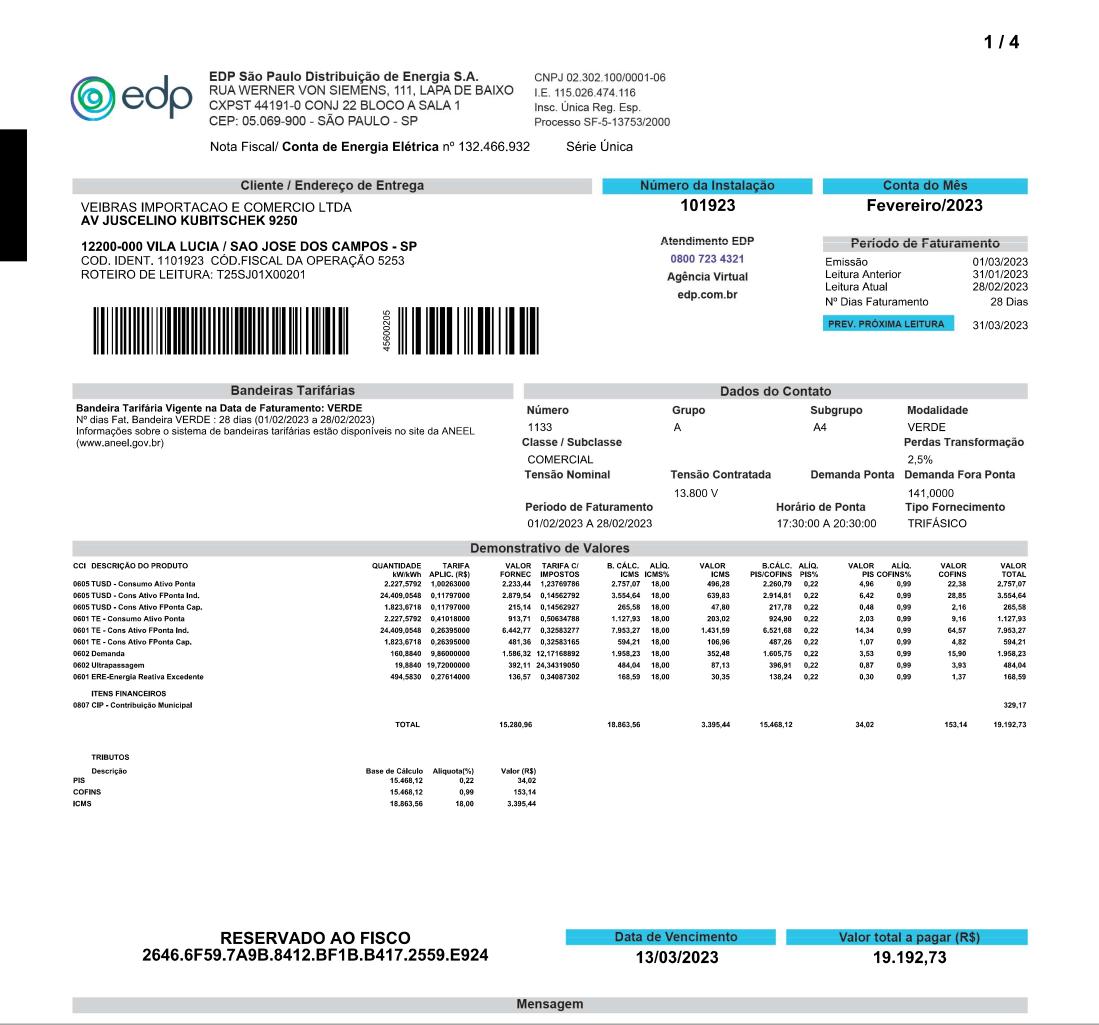 1 / 4
edp
EDP São Paulo Distribuição de Energia S.A.
RUA WERNER VON SIEMENS, 111, LAPA DE BAIXO
CXPST 44191-0 CONJ 22 BLOCO A SALA 1
CEP: 05.069-900 - SÃO PAULO - SP
CNPJ 02.302.100/0001-06
I.E. 115.026.474.116
Insc. Única Reg. Esp.
Processo SF-5-13753/2000
Nota Fiscal/ Conta de Energia Elétrica nº 132.466.932 Série Única
Cliente / Endereço de Entrega
VEIBRAS IMPORTACAO E COMERCIO LTDA
AV JUSCELINO KUBITSCHEK 9250
12200-000 VILA LUCIA / SAO JOSE DOS CAMPOS - SP
COD. IDENT. 1101923 CÓD.FISCAL DA OPERAÇÃO 5253
ROTEIRO DE LEITURA: T25SJ01X00201
45600205
Número da Instalação
101923
Atendimento EDP
0800 723 4321
Agência Virtual
edp.com.br
Conta do Mês
Fevereiro/2023
Período de Faturamento
Emissão 01/03/2023
Leitura Anterior 31/01/2023
Leitura Atual 28/02/2023
Nº Dias Faturamento 28 Dias
PREV. PRÓXIMA LEITURA 31/03/2023
Bandeiras Tarifárias
Bandeira Tarifária Vigente na Data de Faturamento: VERDE
Nº dias Fat. Bandeira VERDE : 28 dias (01/02/2023 a 28/02/2023)
Informações sobre o sistema de bandeiras tarifárias estão disponíveis no site da ANEEL
(www.aneel.gov.br)
Dados do Contato
Número Grupo Subgrupo Modalidade
1133 A A4 VERDE
Classe / Subclasse Perdas Transformação
COMERCIAL 2,5%
Tensão Nominal Tensão Contratada Demanda Ponta Demanda Fora Ponta
13.800 V 141,0000
Período de Faturamento Horário de Ponta Tipo Fornecimento
01/02/2023 A 28/02/2023 17:30:00 A 20:30:00 TRIFÁSICO
Demonstrativo de Valores
CCI DESCRIÇÃO DO PRODUTO QUANTIDADE TARIFA VALOR TARIFA C/ B. CÁLC. ALÍQ. VALOR B.CÁLC. ALÍQ. VALOR ALÍQ. VALOR VALOR
kW/kWh APLIC. (R$) FORNEC IMPOSTOS ICMS ICMS% ICMS PIS/COFINS PIS% PIS COFINS% COFINS TOTAL
0605 TUSD - Consumo Ativo Ponta 2.227,5792 1,00263000 2.233,44 1,23769786 2.757,07 18,00 496,28 2.260,79 0,22 4,96 0,99 22,38 2.757,07
0605 TUSD - Cons Ativo FPonta Ind. 24.409,0548 0,11797000 2.879,54 0,14562792 3.554,64 18,00 639,83 2.914,81 0,22 6,42 0,99 28,85 3.554,64
0605 TUSD - Cons Ativo FPonta Cap. 1.823,6718 0,11797000 215,14 0,14562927 265,58 18,00 47,80 217,78 0,22 0,48 0,99 2,16 265,58
0601 TE - Consumo Ativo Ponta 2.227,5792 0,41018000 913,71 0,50634788 1.127,93 18,00 203,02 924,90 0,22 2,03 0,99 9,16 1.127,93
0601 TE - Cons Ativo FPonta Ind. 24.409,0548 0,26395000 6.442,77 0,32583277 7.953,27 18,00 1.431,59 6.521,68 0,22 14,34 0,99 64,57 7.953,27
0601 TE - Cons Ativo FPonta Cap. 1.823,6718 0,26395000 481,36 0,32583165 594,21 18,00 106,96 487,26 0,22 1,07 0,99 4,82 594,21
0602 Demanda 160,8840 9,86000000 1.586,32 12,17168892 1.958,23 18,00 352,48 1.605,75 0,22 3,53 0,99 15,90 1.958,23
0602 Ultrapassagem 19,8840 19,72000000 392,11 24,34319050 484,04 18,00 87,13 396,91 0,22 0,87 0,99 3,93 484,04
0601 ERE-Energia Reativa Excedente 494,5830 0,27614000 136,57 0,34087302 168,59 18,00 30,35 138,24 0,22 0,30 0,99 1,37 168,59
ITENS FINANCEIROS
0807 CIP - Contribuição Municipal 329,17
TOTAL 15.280,96 18.863,56 3.395,44 15.468,12 34,02 153,14 19.192,73
TRIBUTOS
Descrição Base de Cálculo Alíquota(%) Valor (R$)
PIS 15.468,12 0,22 34,02
COFINS 15.468,12 0,99 153,14
ICMS 18.863,56 18,00 3.395,44
RESERVADO AO FISCO
2646.6F59.7A9B.8412.BF1B.B417.2559.E924
Data de Vencimento
13/03/2023
Valor total a pagar (R$)
19.192,73
Mensagem